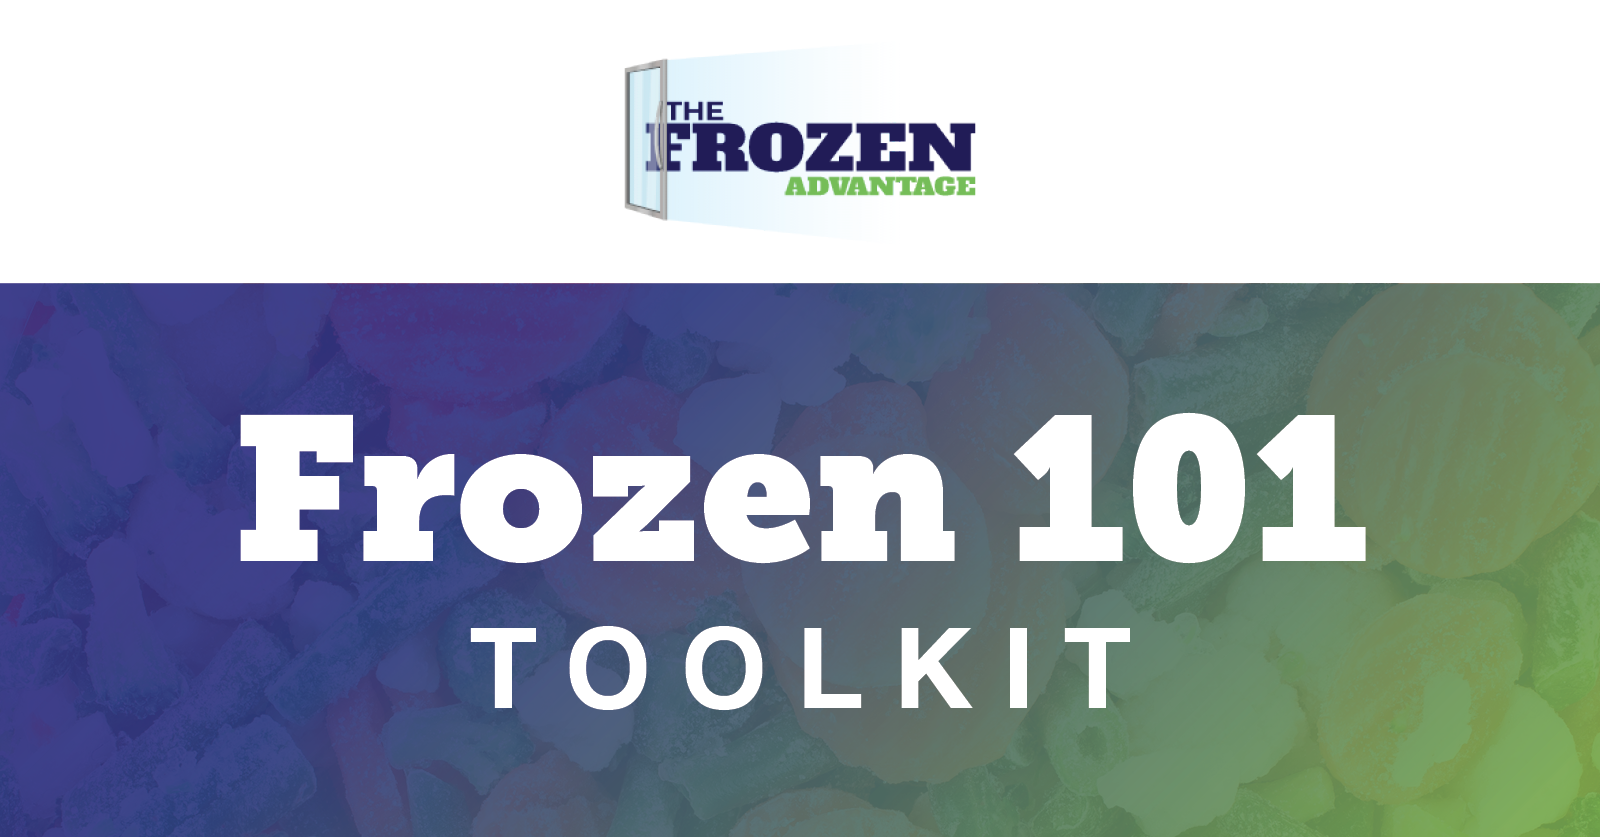 THE
FROZEN
ADVANTAGE
Frozen 101
TOOLKIT